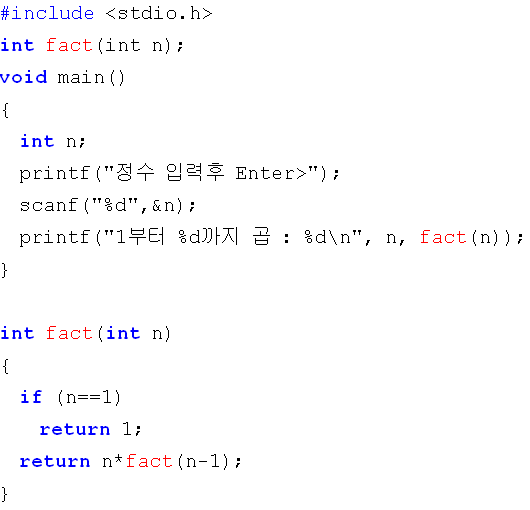 #include <stdio.h>
int fact(int n);
void main()
{
int n;
printf("정수 입력후 Enter>");
scanf("%d",&n);
printf("1부터 %d까지 곱 : %d\n", n, fact(n));
}
int fact(int n)
{
if (n==1)
return 1;
return n*fact(n-1);
}